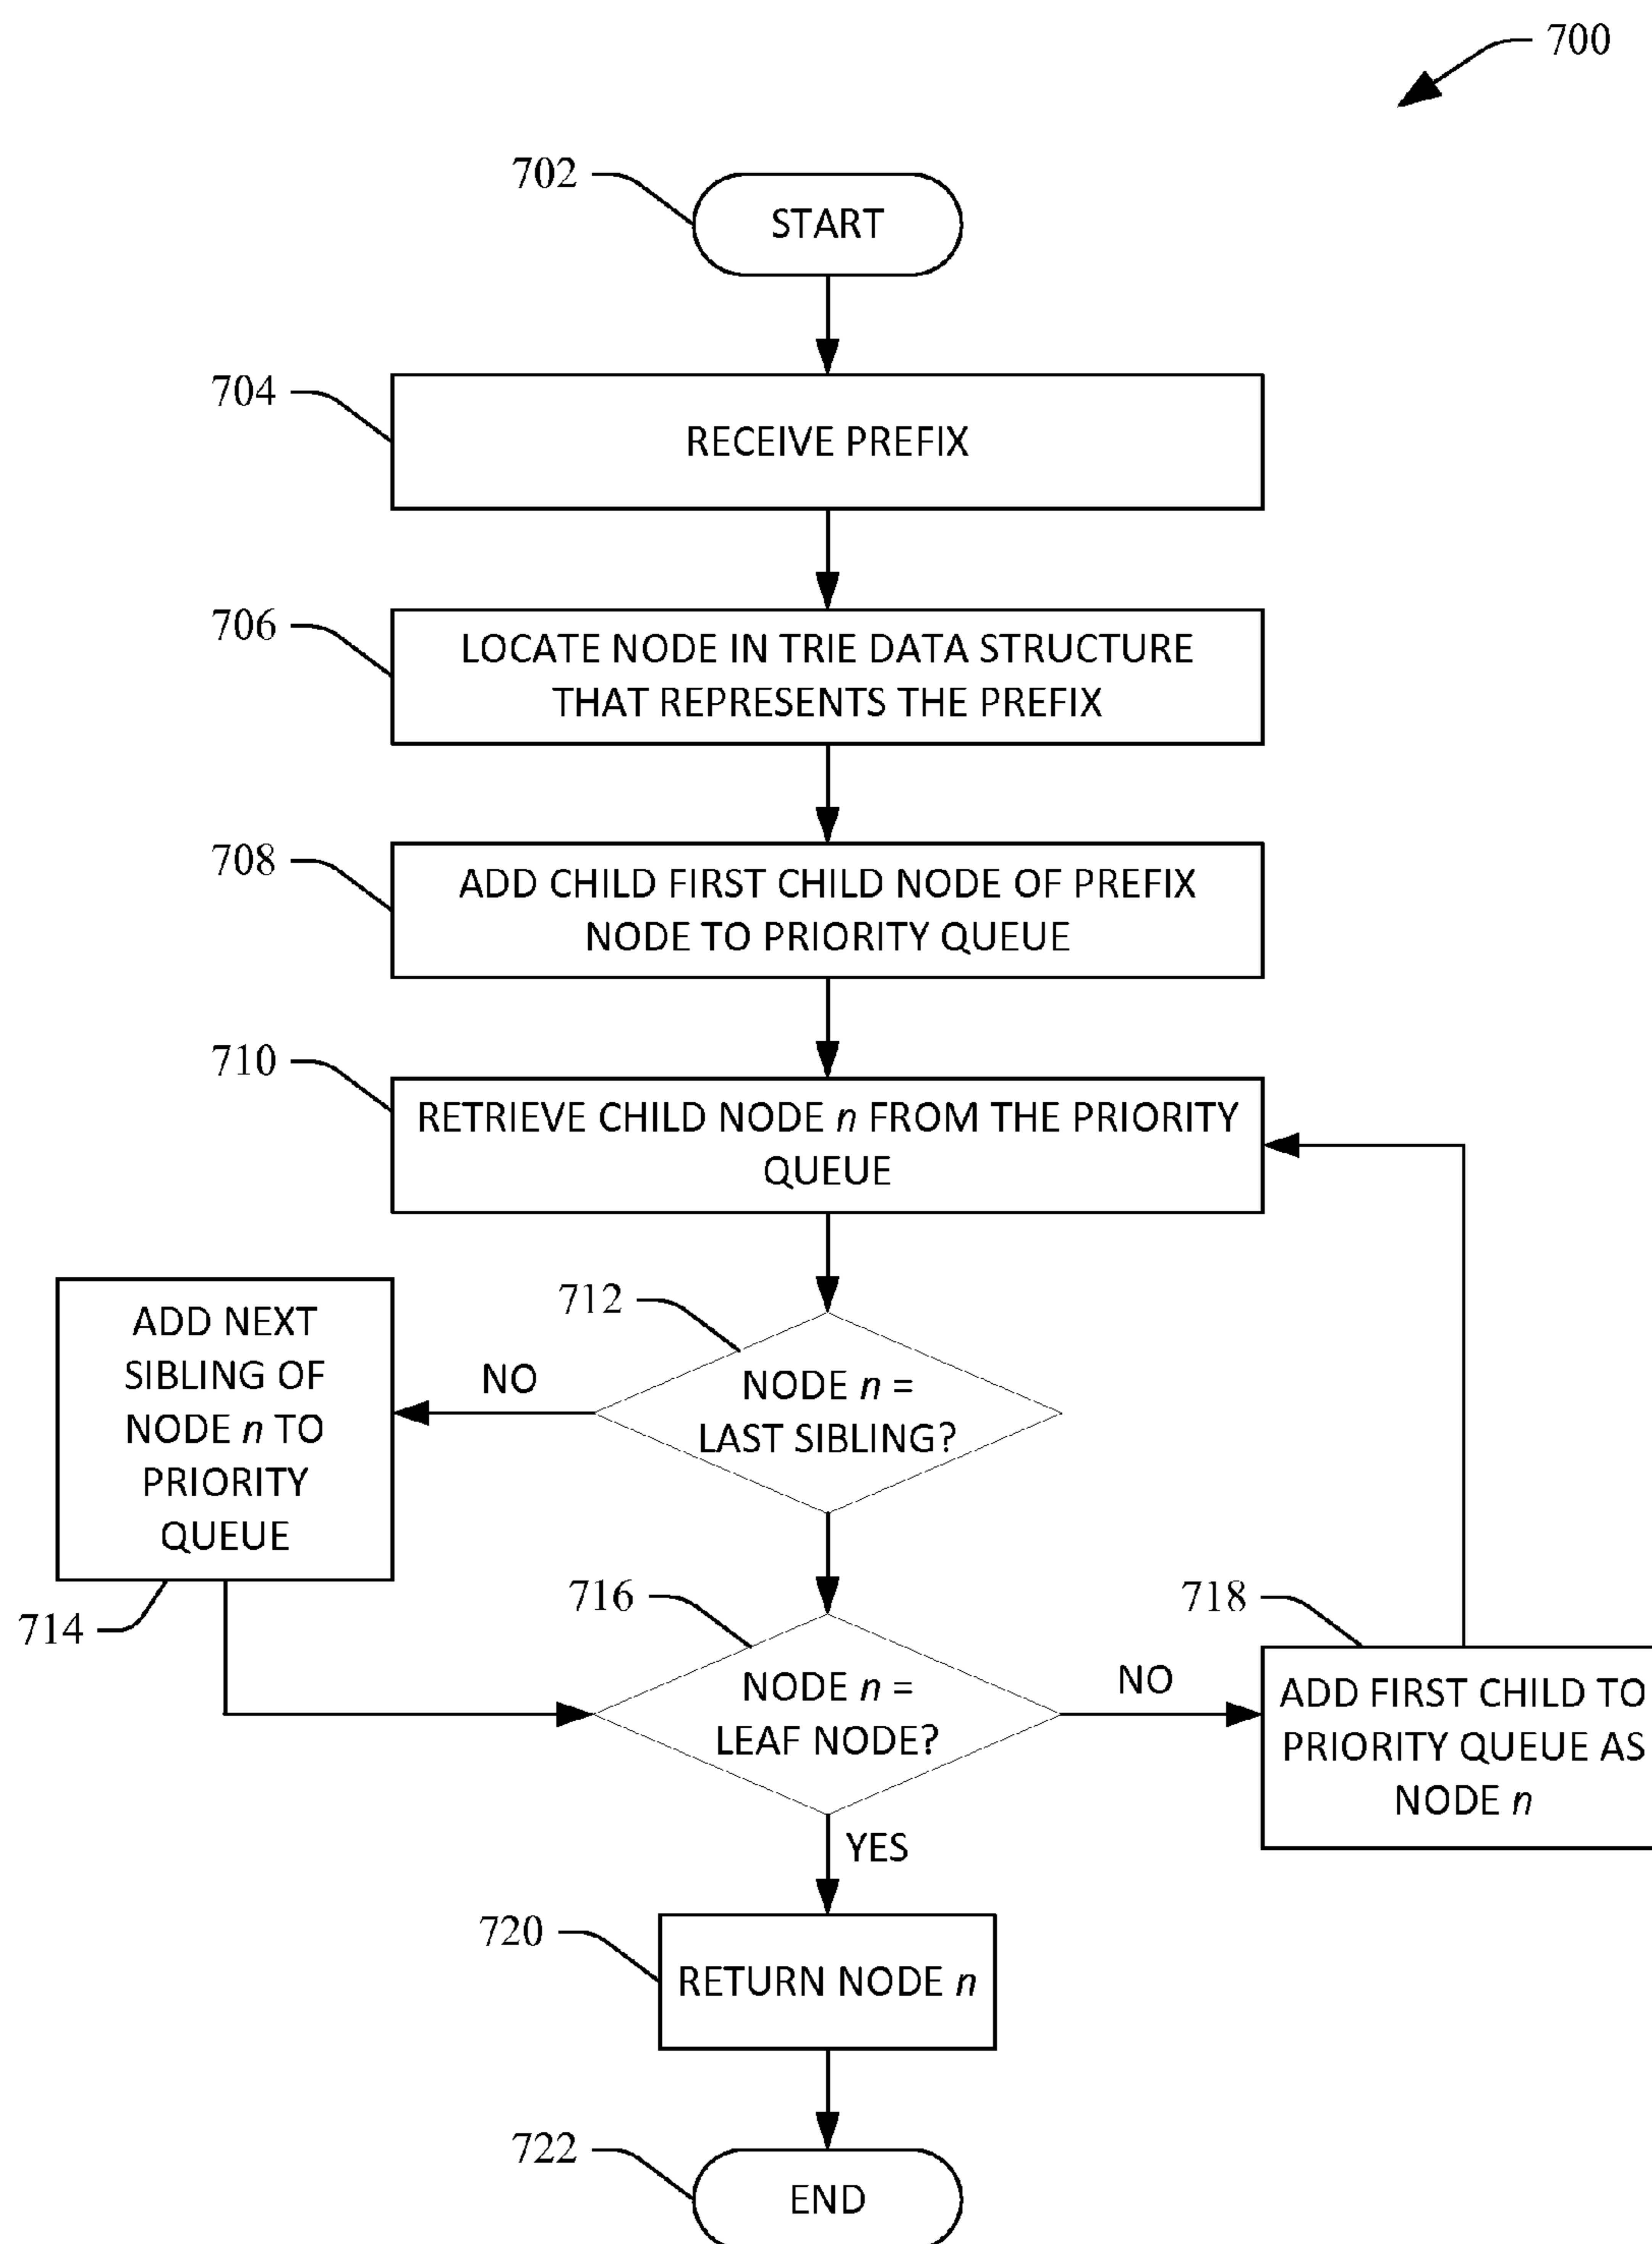 700
702
START
704
RECEIVE PREFIX
706
LOCATE NODE IN TRIE DATA STRUCTURE
THAT REPRESENTS THE PREFIX
708
ADD CHILD FIRST CHILD NODE OF PREFIX
NODE TO PRIORITY QUEUE
710
RETRIEVE CHILD NODE n FROM THE PRIORITY
QUEUE
712
NODE n =
LAST SIBLING?
NO
ADD NEXT
SIBLING OF
NODE n TO
PRIORITY
QUEUE
714
716
NODE n =
LEAF NODE?
NO
718
ADD FIRST CHILD TO
PRIORITY QUEUE AS
NODE n
YES
720
RETURN NODE n
722
END